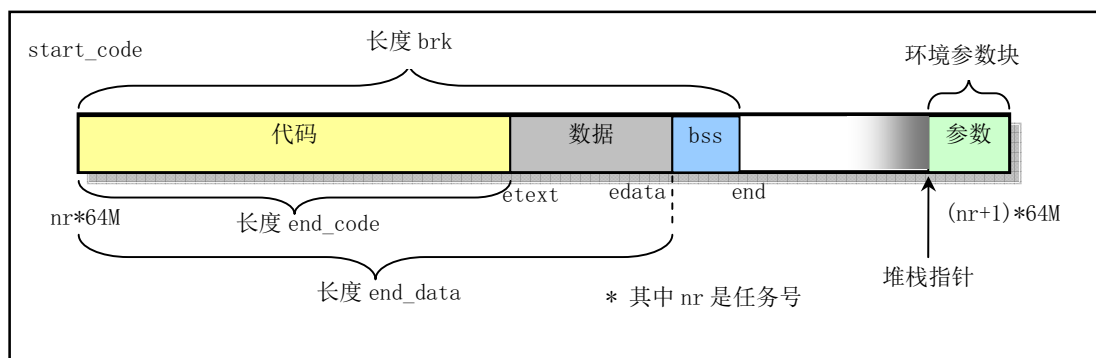 start_code
长度 brk
环境参数块
代码
数据
bss
参数
etext
edata
end
nr*64M
长度 end_code
(nr+1)*64M
长度 end_data
* 其中 nr 是任务号
堆栈指针